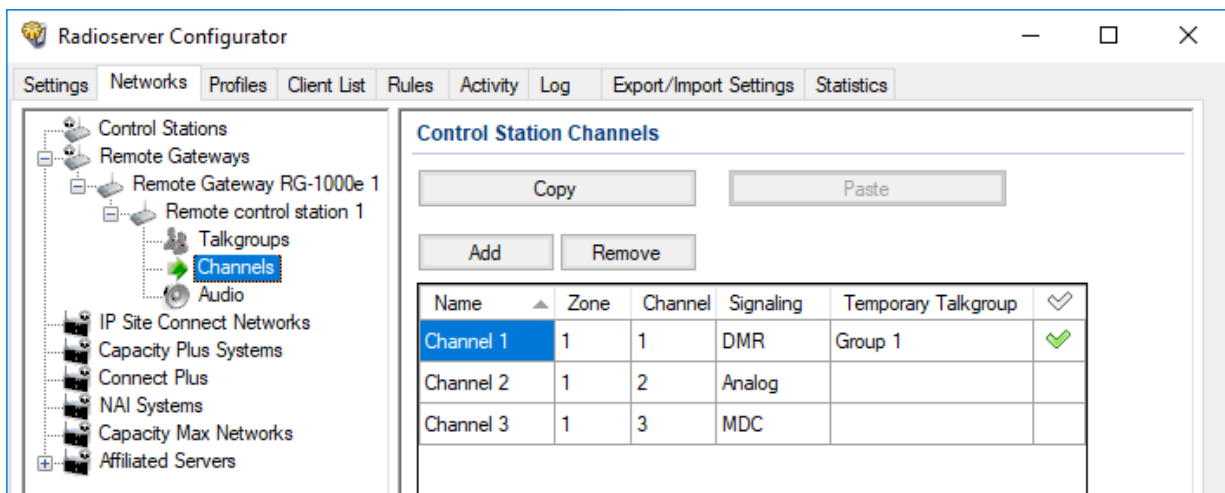 Radioserver Configurator
Settings Networks Profiles Client List Rules Activity Log Export/Import Settings Statistics
Control Stations
Remote Gateways
Remote Gateway RG-1000e 1
Remote control station 1
Talkgroups
Channels
Audio
IP Site Connect Networks
Capacity Plus Systems
Connect Plus
NAI Systems
Capacity Max Networks
Affiliated Servers
Control Station Channels
Copy Paste
Add Remove
Name Zone Channel Signaling Temporary Talkgroup
Channel 1 1 1 DMR Group 1
Channel 2 1 2 Analog
Channel 3 1 3 MDC